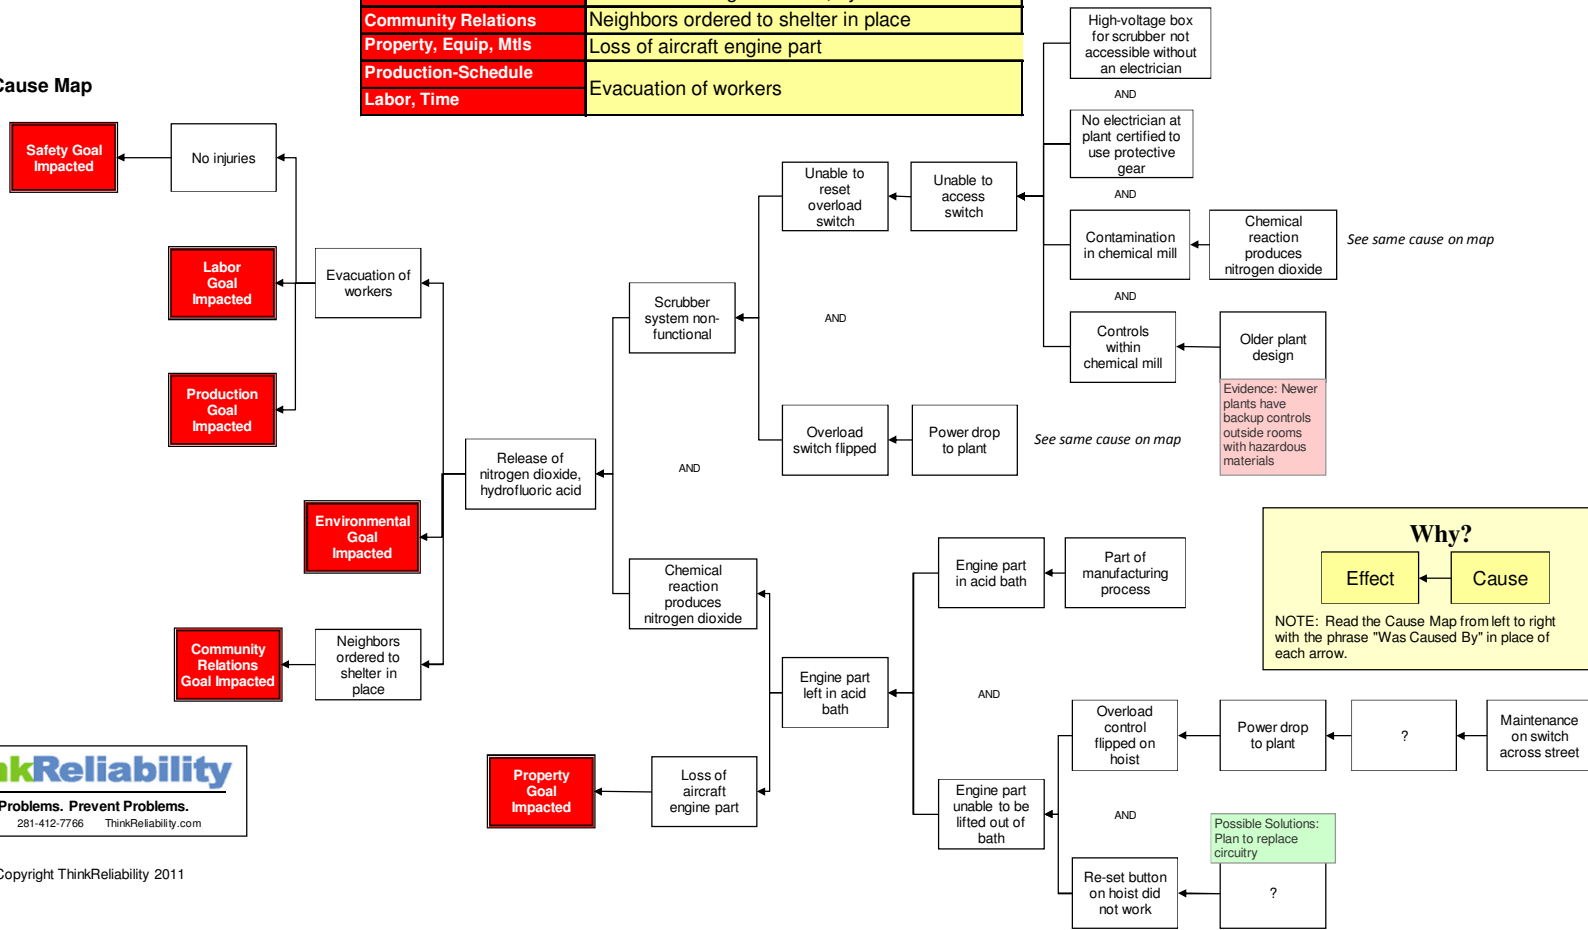 Community Relations
Neighbors ordered to shelter in place
Property, Equip, Mtls
Loss of aircraft engine part
Production-Schedule
Labor, Time
Evacuation of workers
Cause Map
Safety Goal
Impacted
No injuries
Labor
Goal
Impacted
Evacuation of
workers
Production
Goal
Impacted
Environmental
Goal
Impacted
Community
Relations
Goal Impacted
Neighbors
ordered to
shelter in
place
Release of
nitrogen dioxide,
hydrofluoric acid
Property
Goal
Impacted
Loss of
aircraft
engine part
Scrubber
system non-
functional
AND
Chemical
reaction
produces
nitrogen dioxide
Unable to
reset
overload
switch
Unable to
access
switch
AND
Overload
switch flipped
Power drop
to plant
See same cause on map
High-voltage box
for scrubber not
accessible without
an electrician
AND
No electrician at
plant certified to
use protective
gear
AND
Contamination
in chemical mill
Chemical
reaction
produces
nitrogen dioxide
See same cause on map
AND
Controls
within
chemical mill
Older plant
design
Evidence: Newer
plants have
backup controls
outside rooms
with hazardous
materials
Engine part
left in acid
bath
Engine part
in acid bath
Part of
manufacturing
process
AND
Engine part
unable to be
lifted out of
bath
Overload
control
flipped on
hoist
Power drop
to plant
?
Maintenance
on switch
across street
AND
Possible Solutions:
Plan to replace
circuitry
Re-set button
on hoist did
not work
?
Why?
Effect
Cause
NOTE: Read the Cause Map from left to right
with the phrase "Was Caused By" in place of
each arrow.
nkReliability
Problems. Prevent Problems.
281-412-7766 ThinkReliability.com
Copyright ThinkReliability 2011